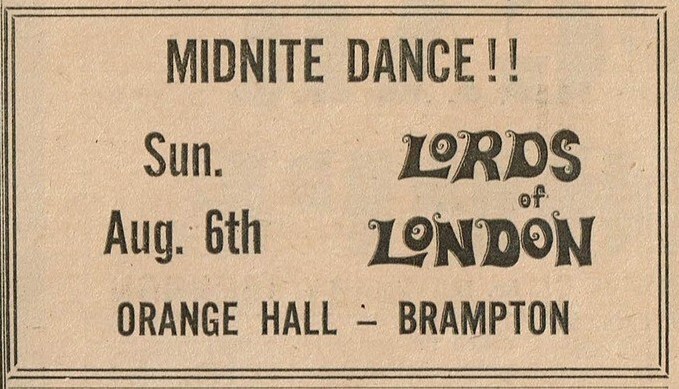 MIDNITE DANCE!!
Sun.
Aug. 6th
LORDS
of
LONDON
ORANGE HALL – BRAMPTON